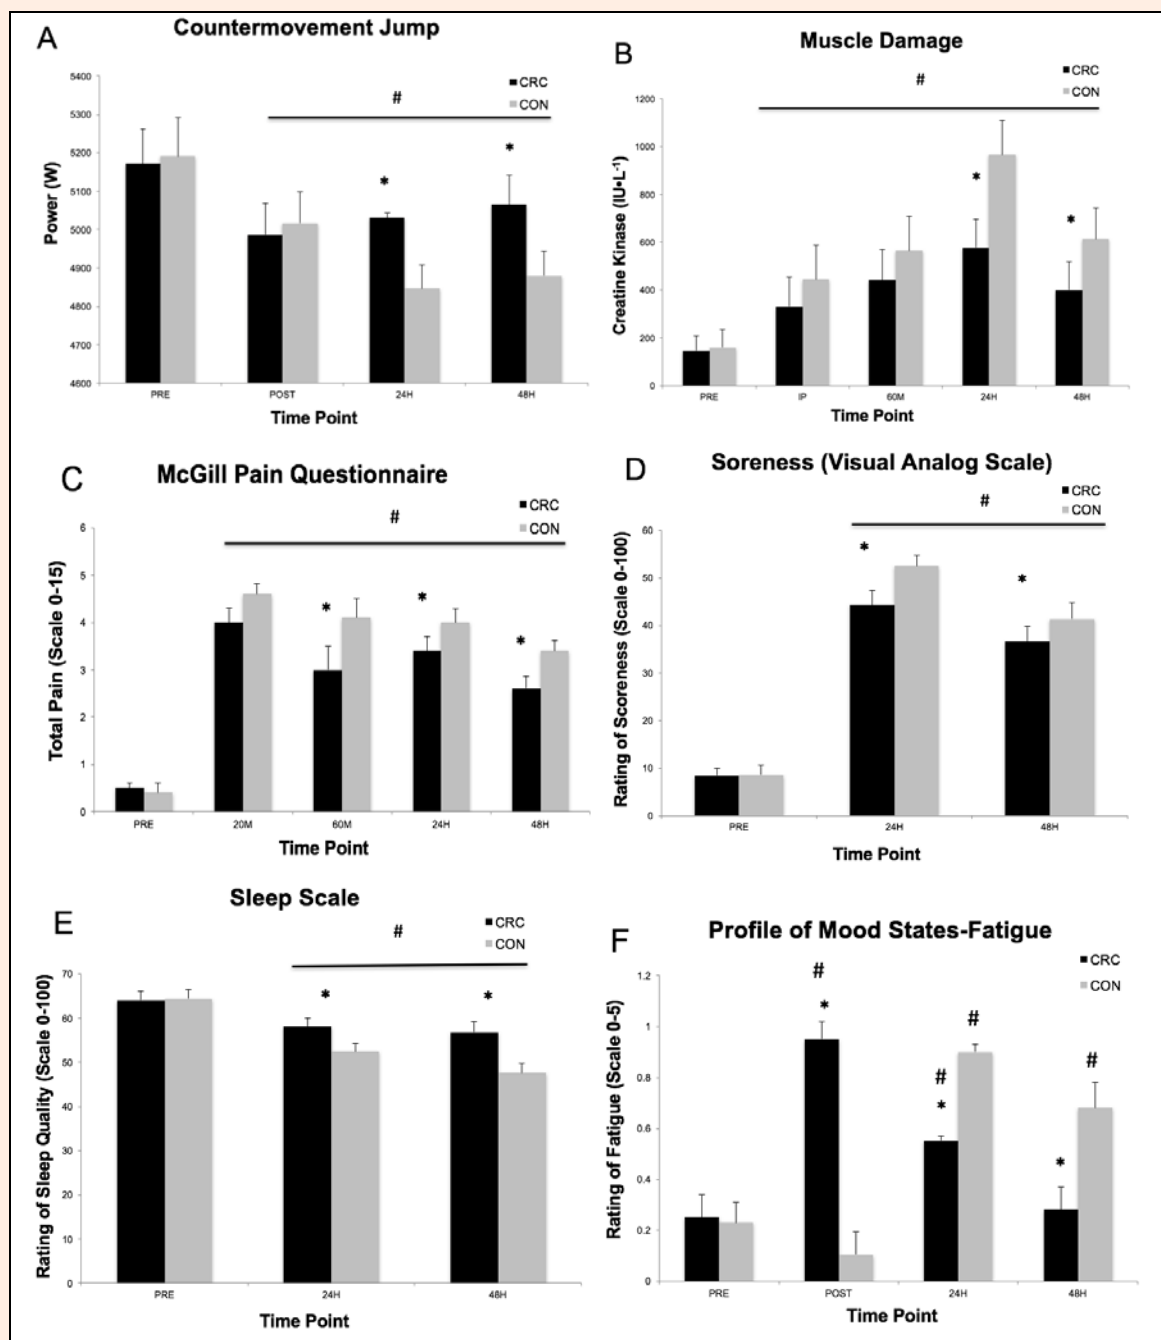 A
Countermovement Jump
CRC
CON
#
*
*
5400
5300
5200
5100
5000
4900
4800
4700
4600
Power (W)
PRE
POST
24H
48H
Time Point
B
Muscle Damage
CRC
CON
#
*
*
1200
1000
800
600
400
200
0
Creatine Kinase (IU•L-1)
PRE
IP
60M
24H
48H
Time Point
C
McGill Pain Questionnaire
CRC
CON
#
*
*
*
6
5
4
3
2
1
0
Total Pain (Scale 0-15)
PRE
20M
60M
24H
48H
Time Point
D
Soreness (Visual Analog Scale)
CRC
CON
#
*
*
60
50
40
30
20
10
0
Rating of Scoreness (Scale 0-100)
PRE
24H
48H
Time Point
E
Sleep Scale
CRC
CON
#
*
*
70
60
50
40
30
20
10
0
Rating of Sleep Quality (Scale 0-100)
PRE
24H
48H
Time Point
F
Profile of Mood States-Fatigue
CRC
CON
#
*
#
#
*
#
*
1.2
1
0.8
0.6
0.4
0.2
0
Rating of Fatigue (Scale 0-5)
PRE
POST
24H
48H
Time Point